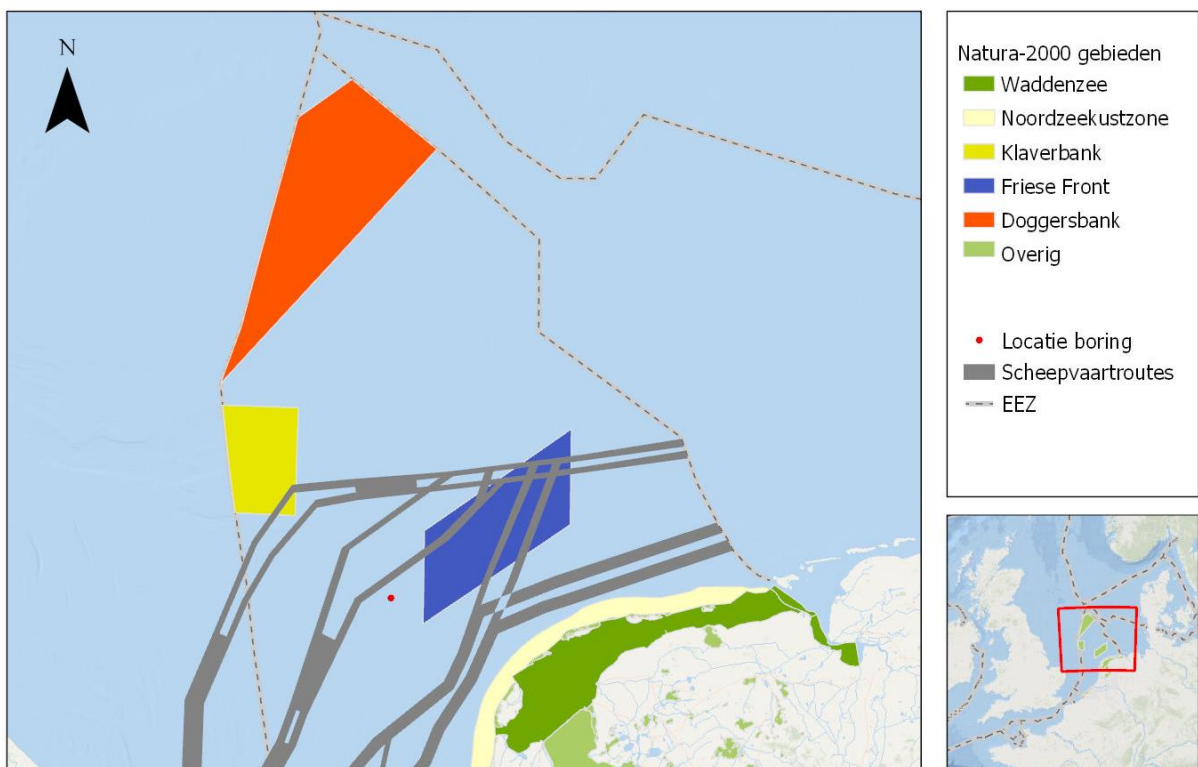 N
Natura-2000 gebieden
Waddenzee
Noordzeekustzone
Klaverbank
Friese Front
Doggersbank
Overig
Locatie boring
Scheepvaartroutes
EEZ